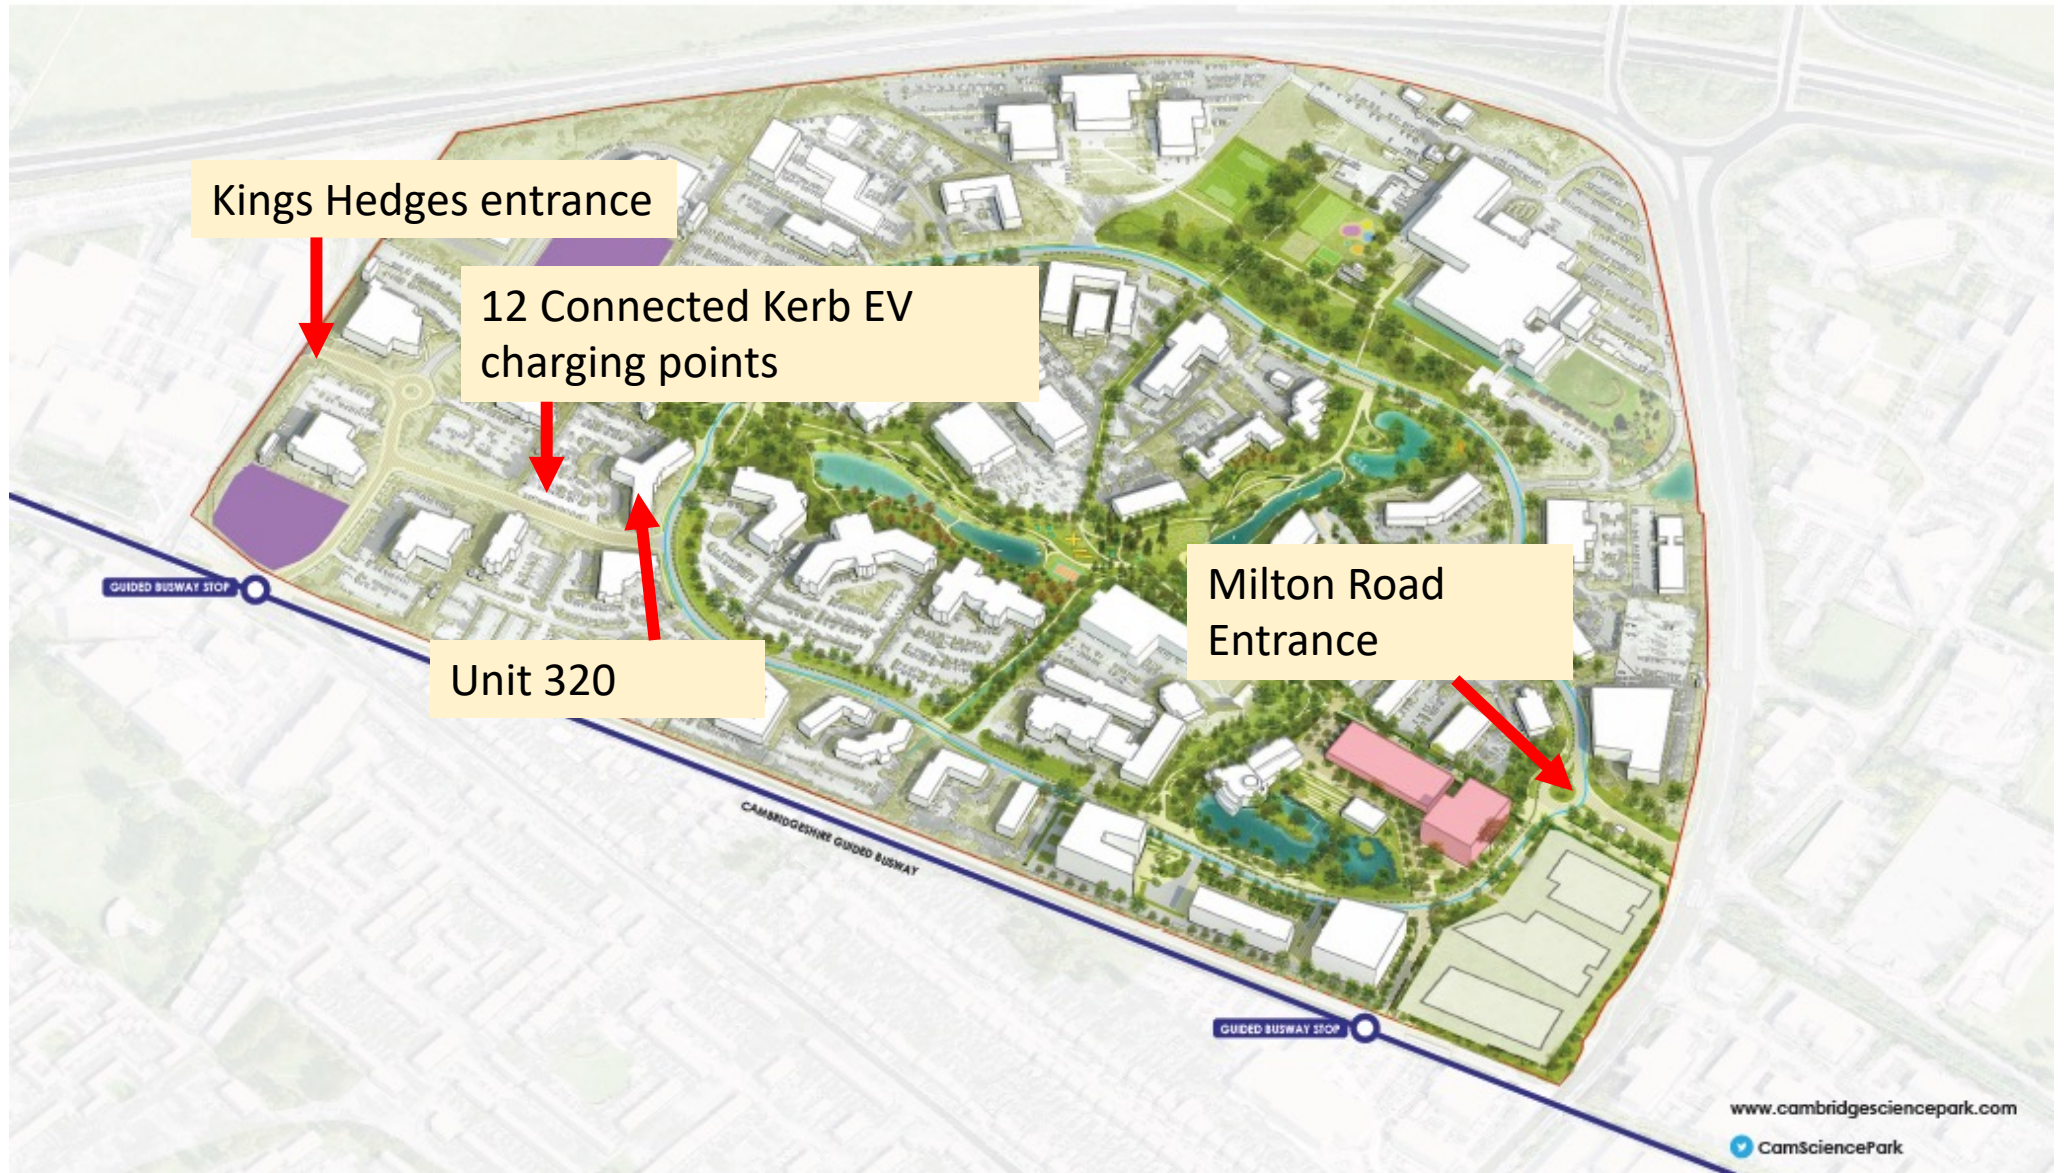 Kings Hedges entrance
12 Connected Kerb EV
charging points
GUIDED BUSWAY STOP
Unit 320
Milton Road
Entrance
CAMBRIDGESHIRE GUIDED BUSWAY
GUIDED BUSWAY STOP
www.cambridgesciencepark.com
CamSciencePark